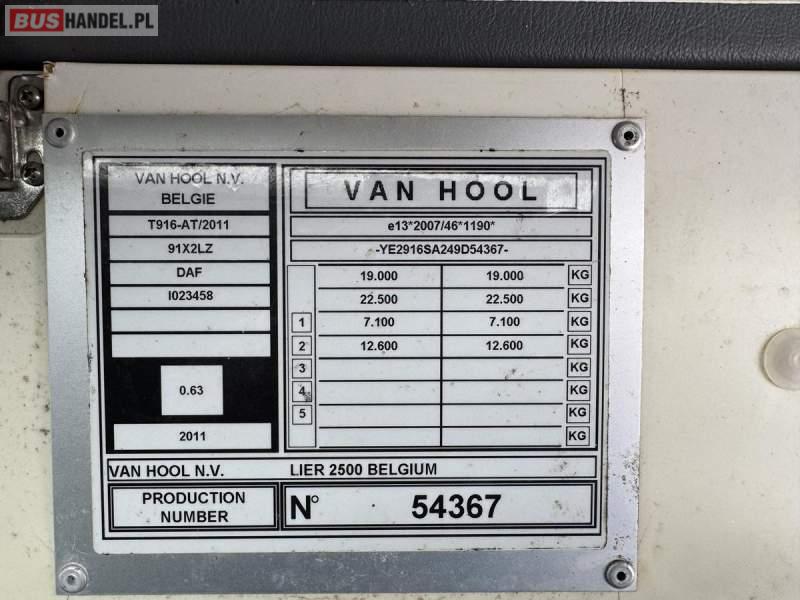 BUSHANDEL.PL
VAN HOOL N.V.
BELGIE
T916-AT/2011
91X2LZ
DAF
I023458
0.63
2011
VAN HOOL
e13*2007/46*1190*
-YE2916SA249D54367-
19.000 19.000 KG
22.500 22.500 KG
1 7.100 7.100 KG
2 12.600 12.600 KG
3 KG
4 KG
5 KG
KG
VAN HOOL N.V. LIER 2500 BELGIUM
PRODUCTION
NUMBER
N° 54367